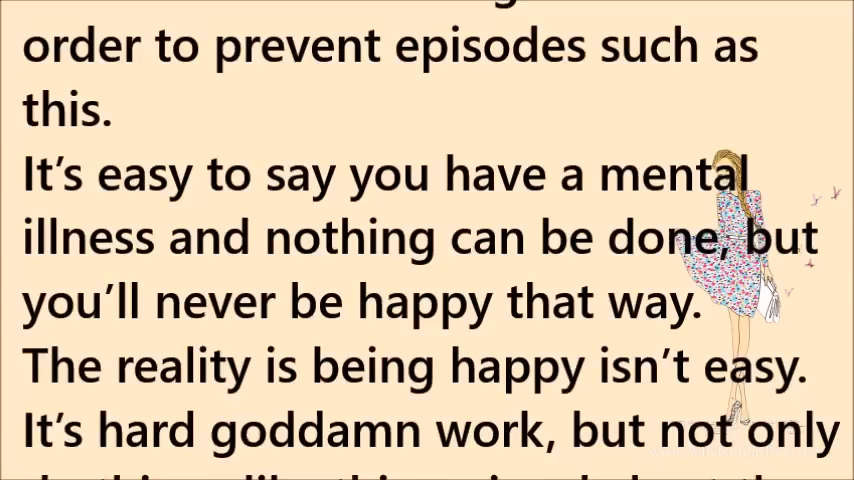 order to prevent episodes such as
this.
It’s easy to say you have a mental
illness and nothing can be done, but
you’ll never be happy that way.
The reality is being happy isn’t easy.
It’s hard goddamn work, but not only